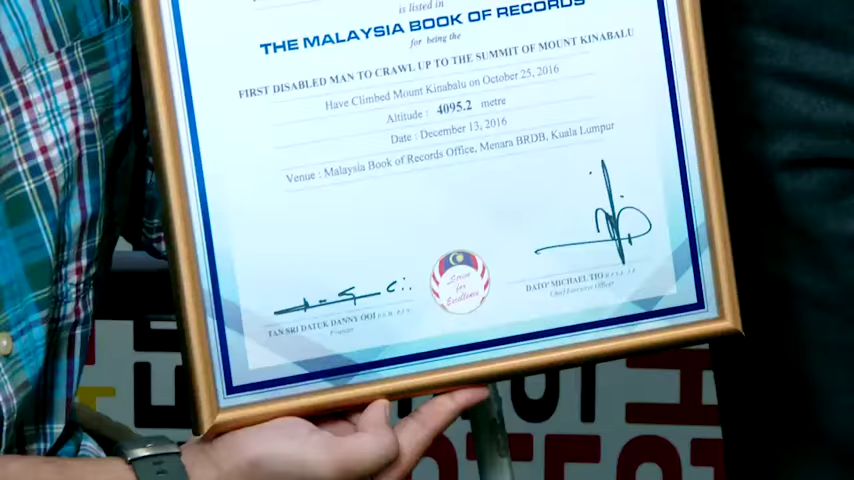 is listed in
THE MALAYSIA BOOK OF RECORDS
for being the
FIRST DISABLED MAN TO CRAWL UP TO THE SUMMIT OF MOUNT KINABALU
Have Climbed Mount Kinabalu on October 25, 2016
Altitude : 4095.2 metre
Date : December 13, 2016
Venue : Malaysia Book of Records Office, Menara BRDB, Kuala Lumpur
Strive
for
Excellence
TAN SRI DATUK DANNY OOI
Founder
DATO' MICHAEL TIO
Chief Executive Officer